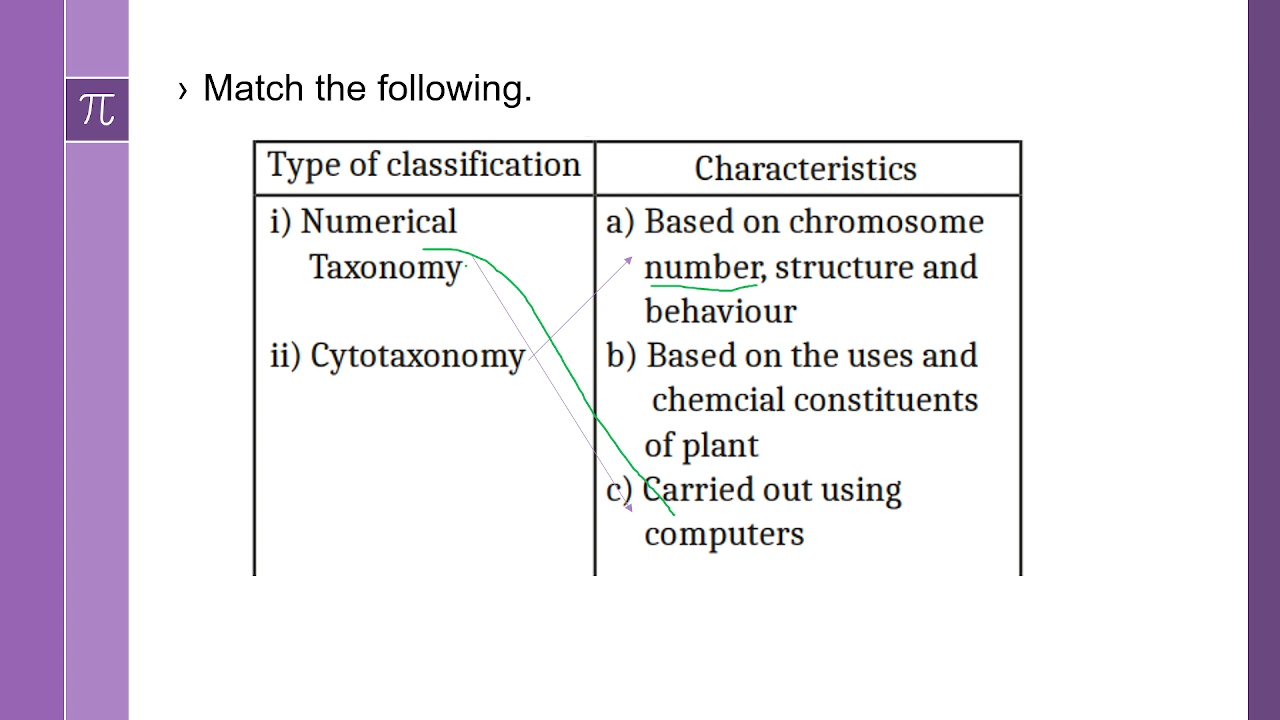 π
› Match the following.
Type of classification
Characteristics
i) Numerical
Taxonomy
ii) Cytotaxonomy
a) Based on chromosome
number, structure and
behaviour
b) Based on the uses and
chemcial constituents
of plant
c) Carried out using
computers